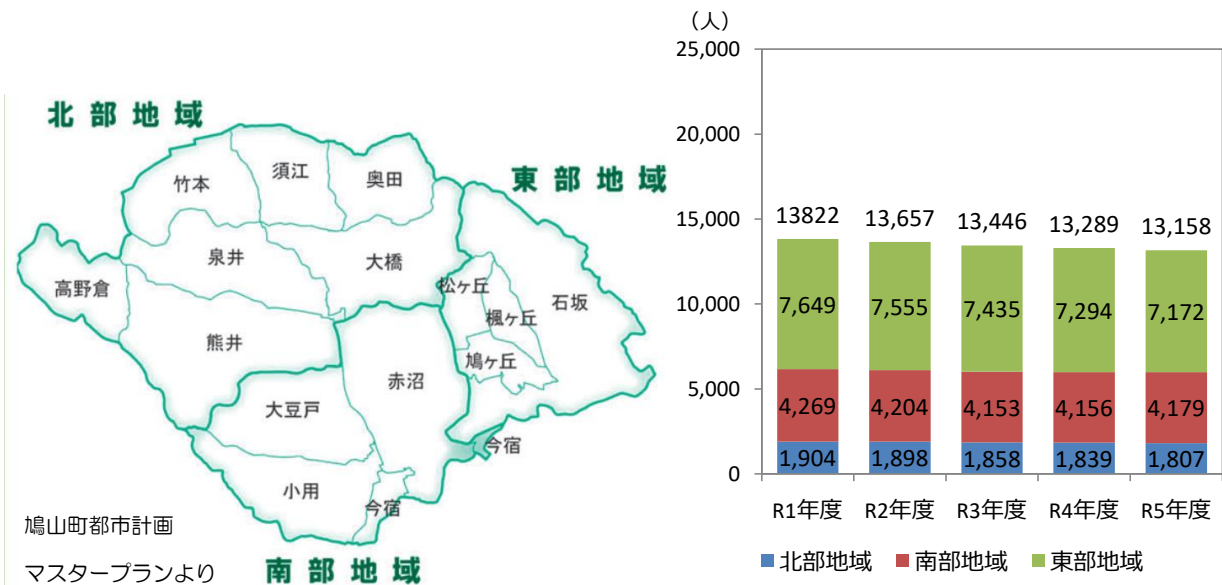 北部地域
東部地域
竹本
須江
奥田
高野倉
泉井
大橋
松ヶ丘
楓ヶ丘
石坂
熊井
鳩ヶ丘
赤沼
大豆戸
今宿
小用
今宿
南部地域
鳩山町都市計画
マスタープランより
（人）
25,000
20,000
15,000
10,000
5,000
0
13822
13,657
13,446
13,289
13,158
7,649
7,555
7,435
7,294
7,172
4,269
4,204
4,153
4,156
4,179
1,904
1,898
1,858
1,839
1,807
R1年度
R2年度
R3年度
R4年度
R5年度
北部地域
南部地域
東部地域